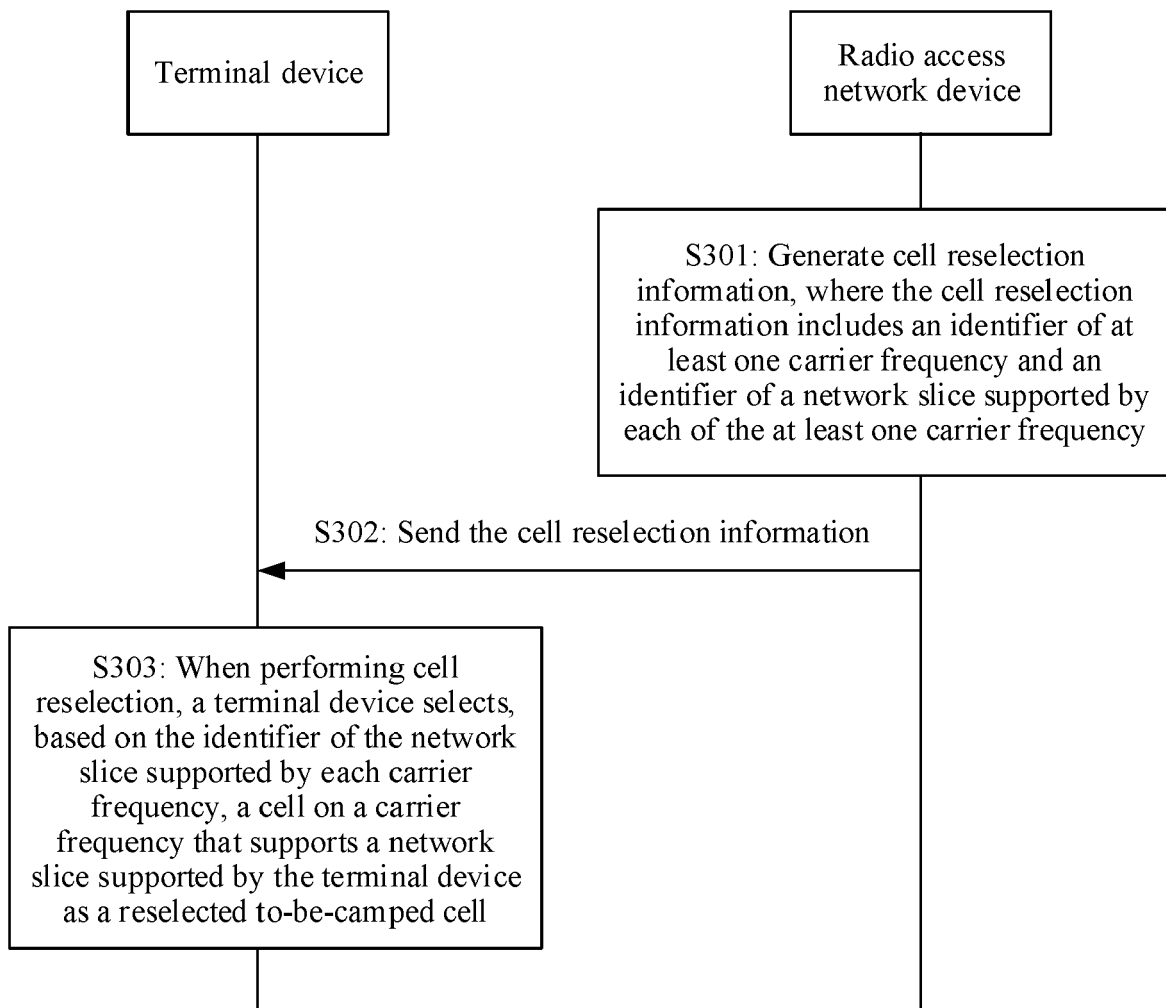 Terminal device
Radio access
network device
S301: Generate cell reselection
information, where the cell reselection
information includes an identifier of at
least one carrier frequency and an
identifier of a network slice supported by
each of the at least one carrier frequency
S302: Send the cell reselection information
S303: When performing cell
reselection, a terminal device selects,
based on the identifier of the network
slice supported by each carrier
frequency, a cell on a carrier
frequency that supports a network
slice supported by the terminal device
as a reselected to-be-camped cell